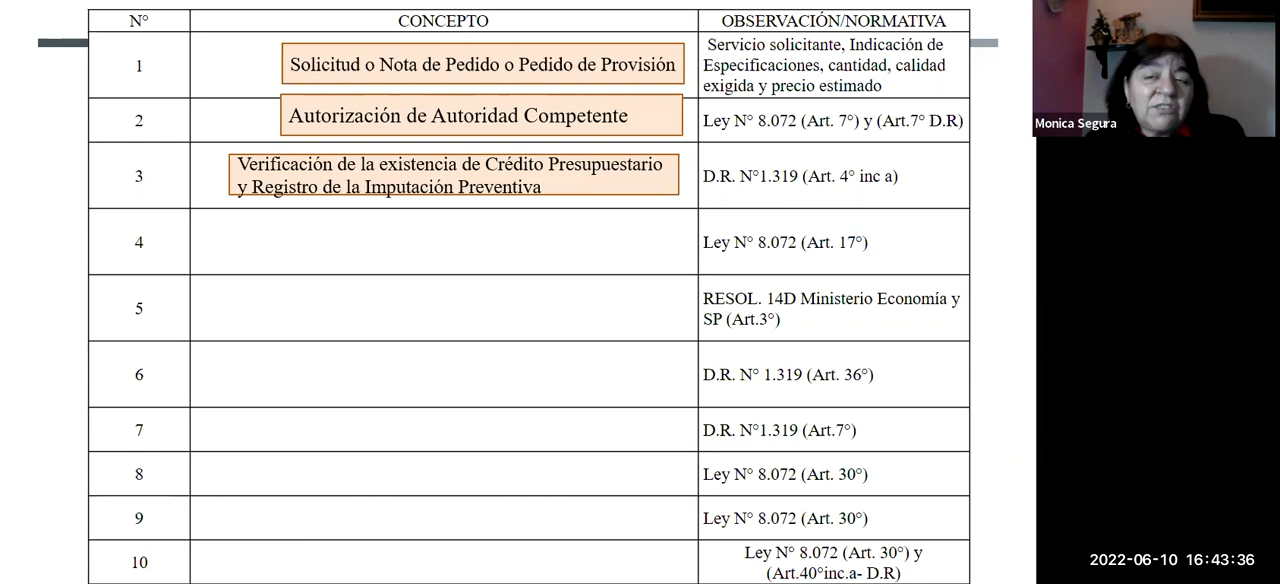 N° CONCEPTO OBSERVACIÓN/NORMATIVA
1 Solicitud o Nota de Pedido o Pedido de Provisión Servicio solicitante, Indicación de
Especificaciones, cantidad, calidad
exigida y precio estimado
2 Autorización de Autoridad Competente Ley N° 8.072 (Art. 7°) y (Art.7° D.R)
3 Verificación de la existencia de Crédito Presupuestario
y Registro de la Imputación Preventiva
D.R. N°1.319 (Art. 4° inc a)
4 Ley N° 8.072 (Art. 17°)
5 RESOL. 14D Ministerio Economía y
SP (Art.3°)
6 D.R. N° 1.319 (Art. 36°)
7 D.R. N°1.319 (Art.7°)
8 Ley N° 8.072 (Art. 30°)
9 Ley N° 8.072 (Art. 30°)
10 Ley N° 8.072 (Art. 30°) y
(Art.40°inc.a- D.R)
Monica Segura
2022-06-10 16:43:36